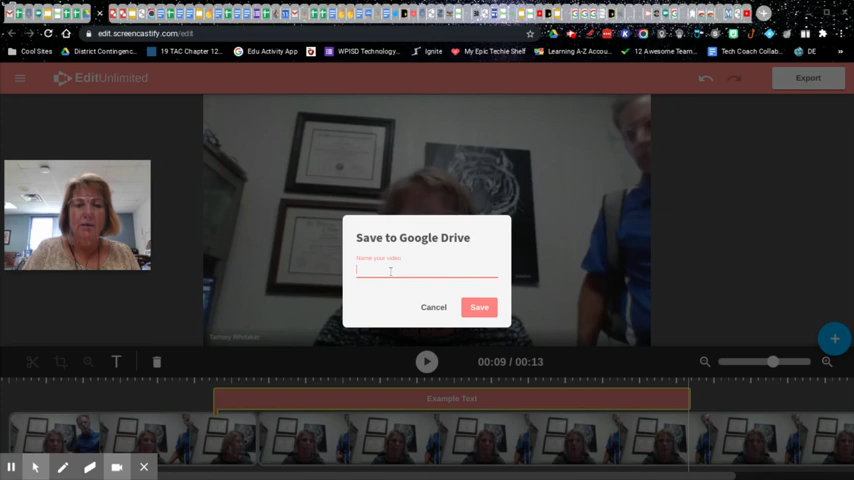 edit.screencastify.com/edit
Cool Sites
District Contingenc...
19 TAC Chapter 12...
Edu Activity App
WPISD Technology...
Ignite
My Epic Techie Shelf
Learning A-Z Accou...
12 Awesome Team...
Tech Coach Collab...
DE
EditUnlimited
Export
Save to Google Drive
Name your video
Cancel
Save
Tammy Whitaker
00:09 / 00:13
Example Text